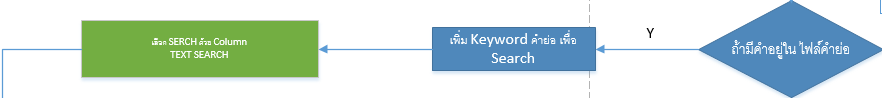 เลือก SERCH ด้วย Column
TEXT SEARCH
เพิ่ม Keyword คำย่อ เพื่อ
Search
Y
ถ้ามีคำอยู่ใน ไฟล์คำย่อ